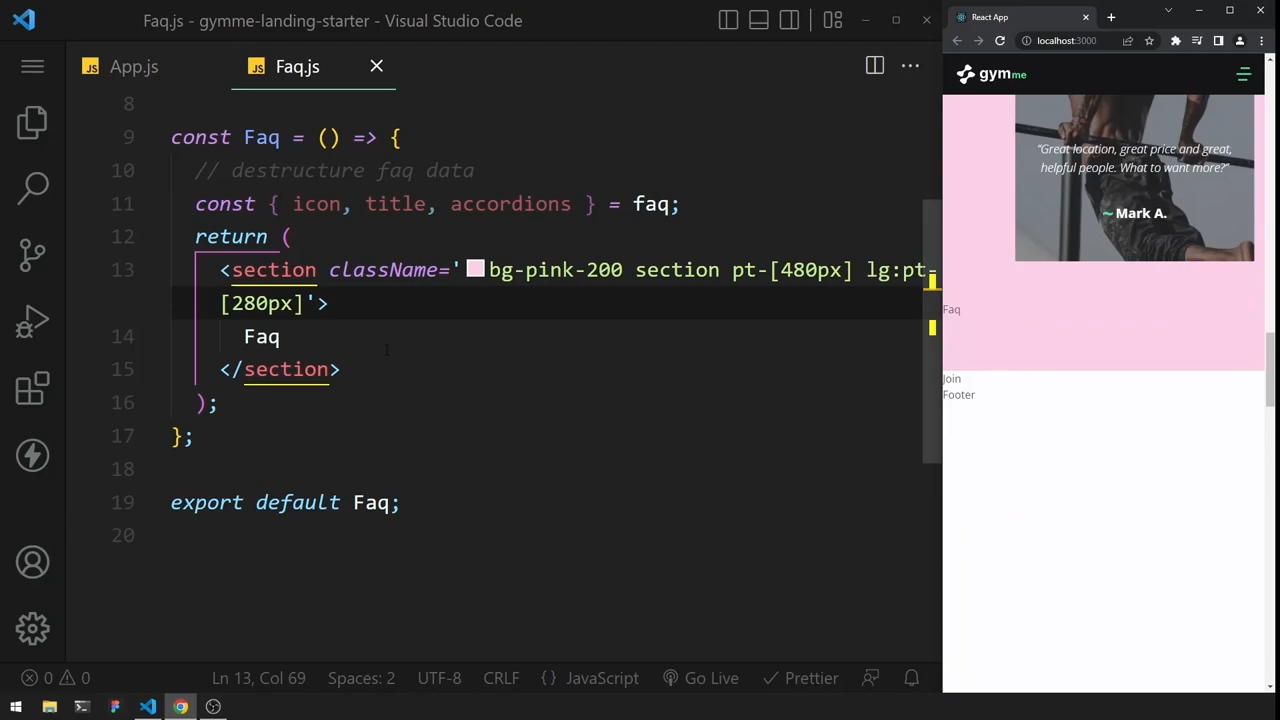 Faq.js - gymme-landing-starter - Visual Studio Code
JS App.js
JS Faq.js
8
9 const Faq = () => {
10 // destructure faq data
11 const { icon, title, accordions } = faq;
12 return (
13 <section className='bg-pink-200 section pt-[480px] lg:pt-
[280px]'>
14 Faq
15 </section>
16 );
17 };
18
19 export default Faq;
20
0 0
Ln 13, Col 69
Spaces: 2
UTF-8
CRLF
{} JavaScript
Go Live
Prettier
React App
localhost:3000
gymme
“Great location, great price and great,
helpful people. What to want more?”
~ Mark A.
Faq
Join
Footer